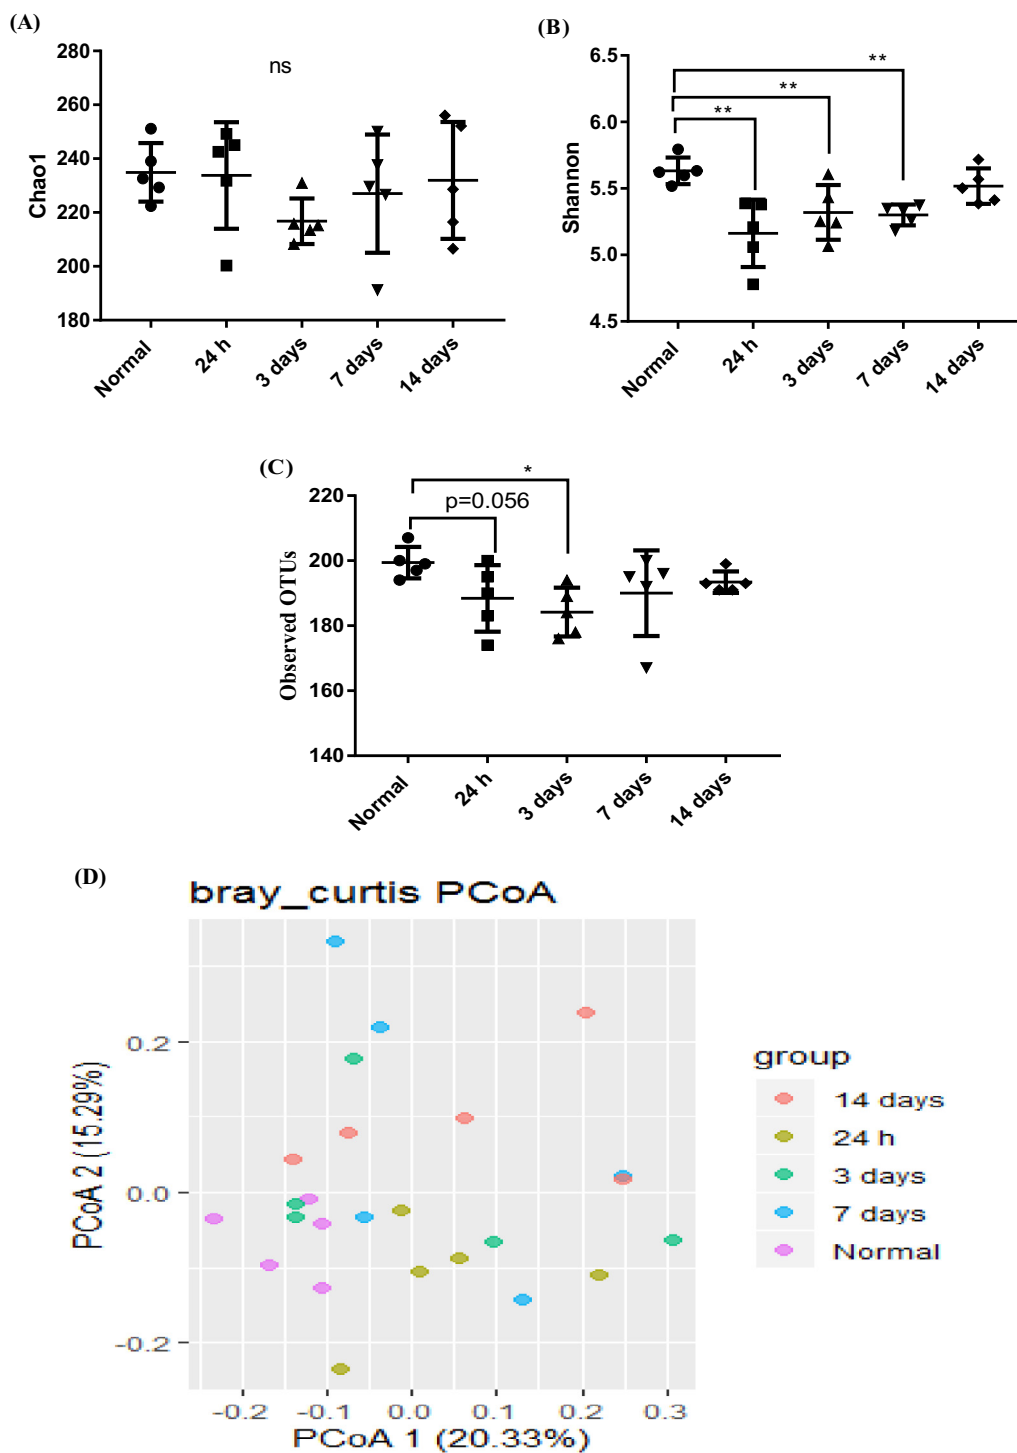 (A)
280
260
240
220
200
180
Chao1
ns
Normal
24 h
3 days
7 days
14 days
(B)
6.5
6.0
5.5
5.0
4.5
Shannon
**
**
**
Normal
24 h
3 days
7 days
14 days
(C)
220
200
180
160
140
Observed OTUs
*
p=0.056
Normal
24 h
3 days
7 days
14 days
(D)
bray_curtis PCoA
0.2
0.0
-0.2
PCoA 2 (15.29%)
-0.2 -0.1 0.0 0.1 0.2 0.3
PCoA 1 (20.33%)
group
14 days
24 h
3 days
7 days
Normal